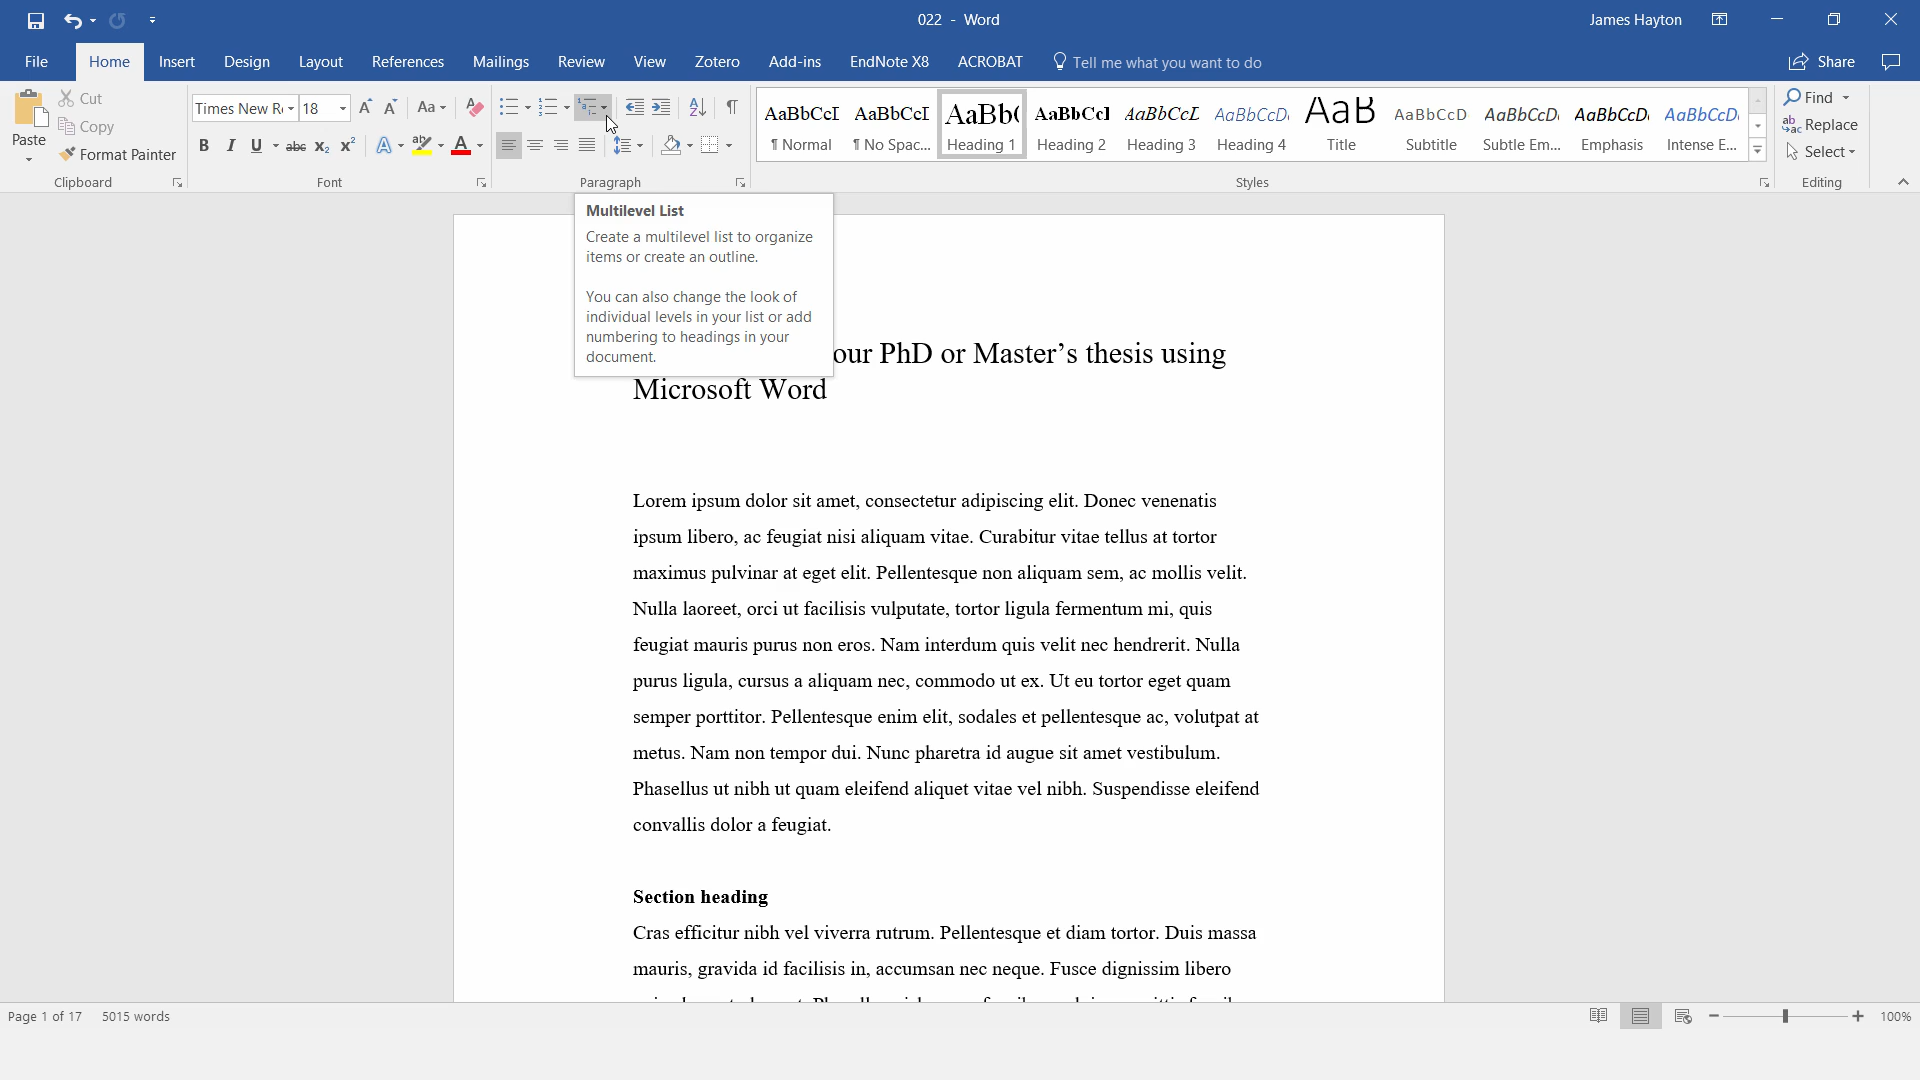 022 - Word
James Hayton
File Home Insert Design Layout References Mailings Review View Zotero Add-ins EndNote X8 ACROBAT Tell me what you want to do
Share
Paste
Cut
Copy
Format Painter
Clipboard
Times New R
18
Aa
B I U abc X₂ X²
A
Font
Paragraph
AaBbCcI AaBbCcI AaBb( AaBbCcI AaBbCcL AaBbCcD AaB AaBbCcD AaBbCcD AaBbCcD AaBbCcD
¶ Normal ¶ No Spac... Heading 1 Heading 2 Heading 3 Heading 4 Title Subtitle Subtle Em... Emphasis Intense E...
Styles
Find
Replace
Select
Editing
Multilevel List
Create a multilevel list to organize
items or create an outline.
You can also change the look of
individual levels in your list or add
numbering to headings in your
document.
our PhD or Master’s thesis using
Microsoft Word
Lorem ipsum dolor sit amet, consectetur adipiscing elit. Donec venenatis
ipsum libero, ac feugiat nisi aliquam vitae. Curabitur vitae tellus at tortor
maximus pulvinar at eget elit. Pellentesque non aliquam sem, ac mollis velit.
Nulla laoreet, orci ut facilisis vulputate, tortor ligula fermentum mi, quis
feugiat mauris purus non eros. Nam interdum quis velit nec hendrerit. Nulla
purus ligula, cursus a aliquam nec, commodo ut ex. Ut eu tortor eget quam
semper porttitor. Pellentesque enim elit, sodales et pellentesque ac, volutpat at
metus. Nam non tempor dui. Nunc pharetra id augue sit amet vestibulum.
Phasellus ut nibh ut quam eleifend aliquet vitae vel nibh. Suspendisse eleifend
convallis dolor a feugiat.
Section heading
Cras efficitur nibh vel viverra rutrum. Pellentesque et diam tortor. Duis massa
mauris, gravida id facilisis in, accumsan nec neque. Fusce dignissim libero
Page 1 of 17 5015 words
100%